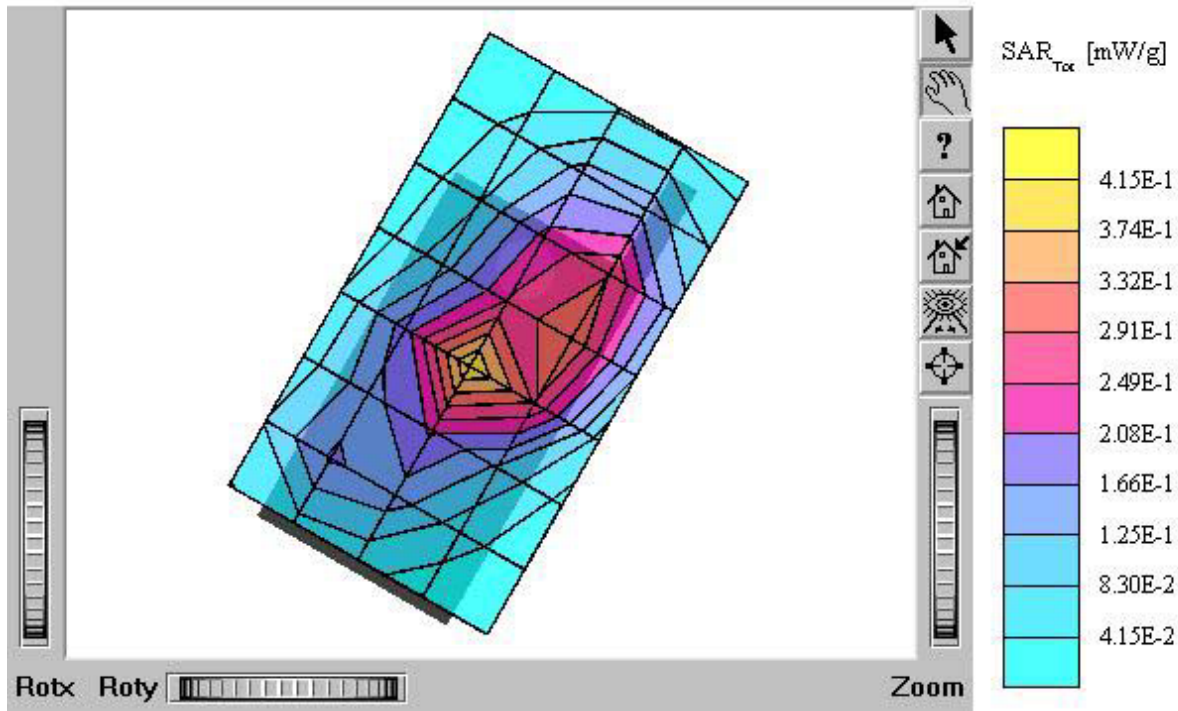 SAR_Tot [mW/g]
?
4.15E-1
3.74E-1
3.32E-1
2.91E-1
2.49E-1
2.08E-1
1.66E-1
1.25E-1
8.30E-2
4.15E-2
Rotx Roty Zoom